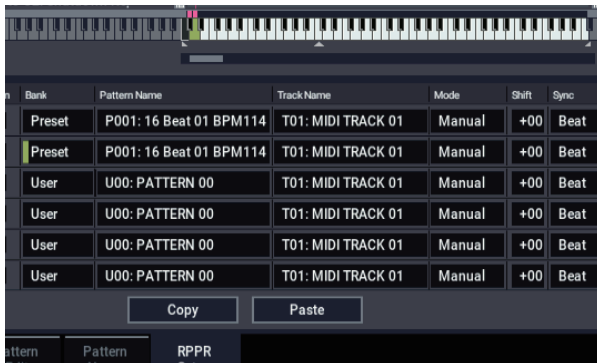 Bank Pattern Name Track Name Mode Shift Sync
Preset P001: 16 Beat 01 BPM114 T01: MIDI TRACK 01 Manual +00 Beat
Preset P001: 16 Beat 01 BPM114 T01: MIDI TRACK 01 Manual +00 Beat
User U00: PATTERN 00 T01: MIDI TRACK 01 Manual +00 Beat
User U00: PATTERN 00 T01: MIDI TRACK 01 Manual +00 Beat
User U00: PATTERN 00 T01: MIDI TRACK 01 Manual +00 Beat
User U00: PATTERN 00 T01: MIDI TRACK 01 Manual +00 Beat
Copy Paste
attern Pattern RPPR